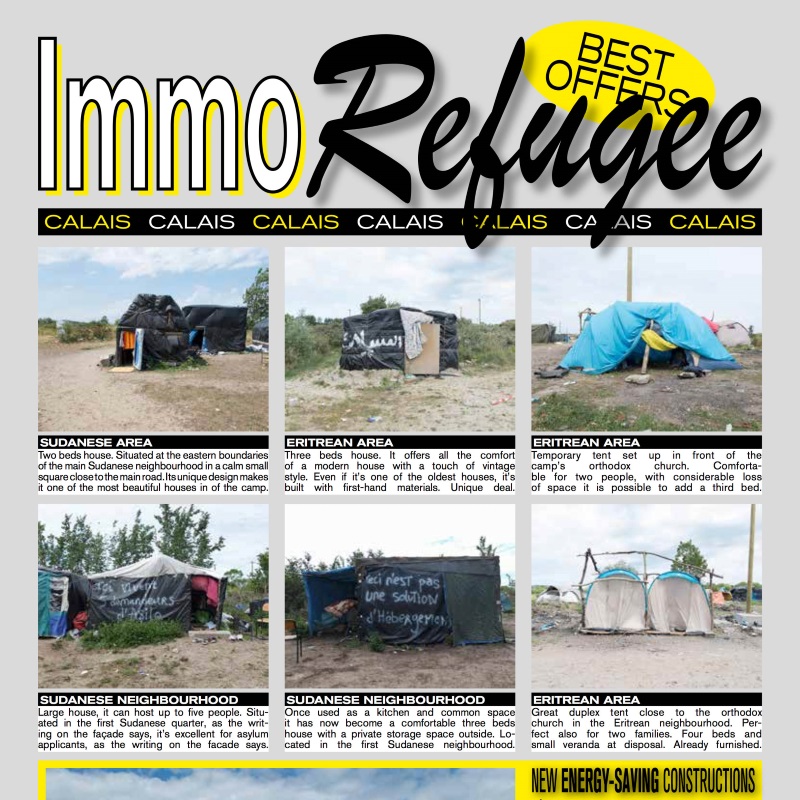 BEST
OFFERS
Immo Refugee
CALAIS CALAIS CALAIS CALAIS CALAIS CALAIS CALAIS
SUDANESE AREA
Two beds house. Situated at the eastern boundaries
of the main Sudanese neighbourhood in a calm small
square close to the main road. Its unique design makes
it one of the most beautiful houses in of the camp.
ERITREAN AREA
Three beds house. It offers all the comfort
of a modern house with a touch of vintage
style. Even if it's one of the oldest houses, it's
built with first-hand materials. Unique deal.
ERITREAN AREA
Temporary tent set up in front of the
camp's orthodox church. Comforta-
ble for two people, with considerable loss
of space it is possible to add a third bed.
Ici vivent
demandeurs
d'Asile
SUDANESE NEIGHBOURHOOD
Large house, it can host up to five people. Situ-
ated in the first Sudanese quarter, as the writ-
ing on the façade says, it's excellent for asylum
applicants, as the writing on the facade says.
Ceci n'est pas
une solution
d'Hébergement
SUDANESE NEIGHBOURHOOD
Once used as a kitchen and common space
it has now become a comfortable three beds
house with a private storage space outside. Lo-
cated in the first Sudanese neighbourhood.
ERITREAN AREA
Great duplex tent close to the orthodox
church in the Eritrean neighbourhood. Per-
fect also for two families. Four beds and
small veranda at disposal. Already furnished.
NEW ENERGY-SAVING CONSTRUCTIONS